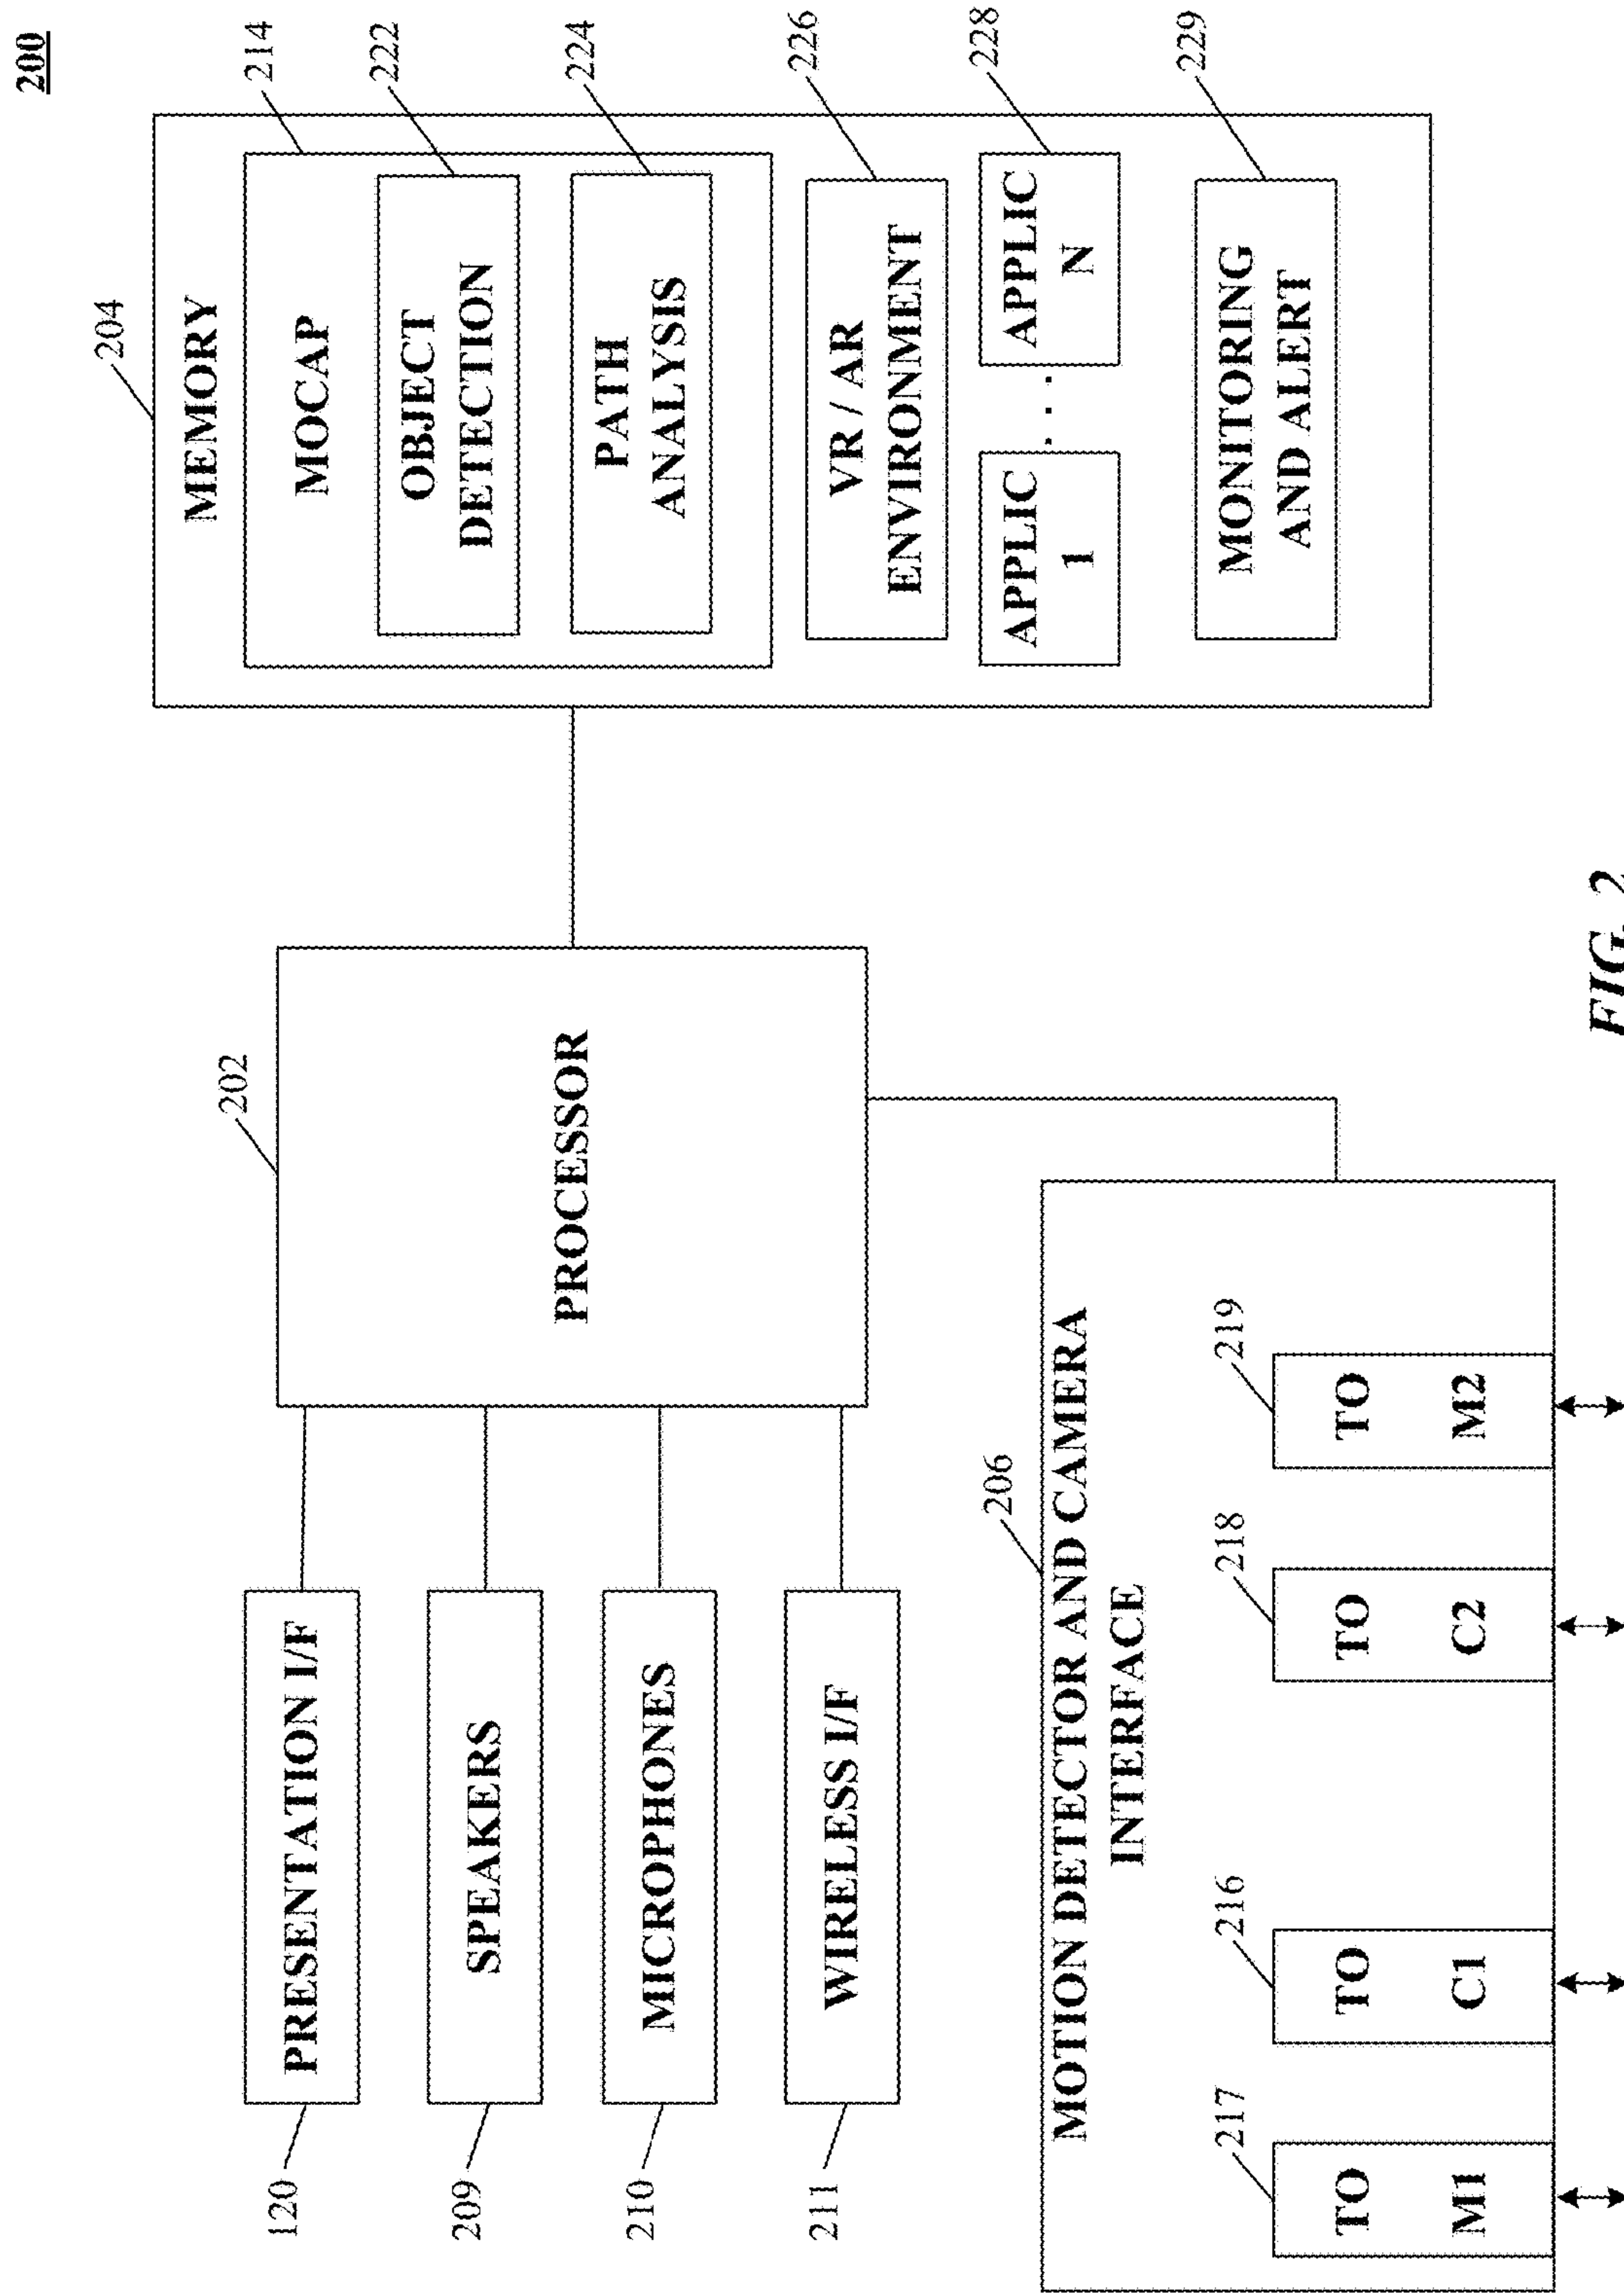 200
204
MEMORY
214
MOCAP
222
OBJECT
DETECTION
224
PATH
ANALYSIS
226
VR / AR
ENVIRONMENT
228
APPLIC
1
. . .
APPLIC
N
229
MONITORING
AND ALERT
202
PROCESSOR
120
PRESENTATION I/F
209
SPEAKERS
210
MICROPHONES
211
WIRELESS I/F
206
MOTION DETECTOR AND CAMERA
INTERFACE
217
TO
M1
216
TO
C1
218
TO
C2
219
TO
M2
FIG. 2